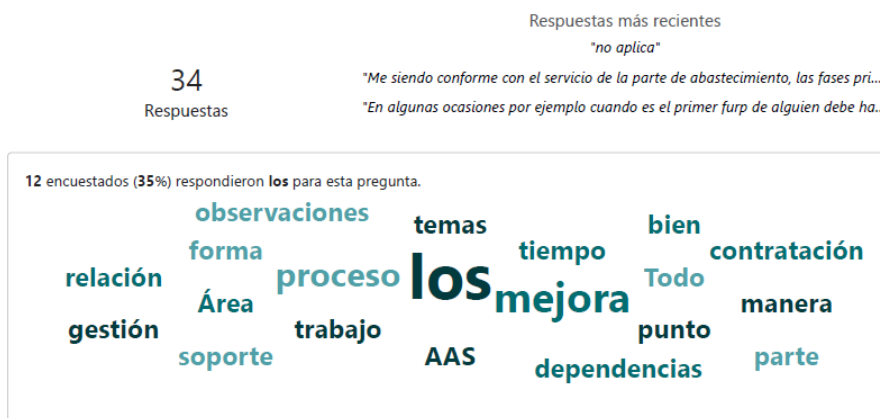 Respuestas más recientes
"no aplica"
34
Respuestas
"Me siendo conforme con el servicio de la parte de abastecimiento, las fases pri...
"En algunas ocasiones por ejemplo cuando es el primer furp de alguien debe ha...
12 encuestados (35%) respondieron los para esta pregunta.
observaciones
temas
bien
forma
tiempo
contratación
relación
proceso
los
Todo
Área
mejora
manera
gestión
trabajo
punto
soporte
AAS
dependencias
parte